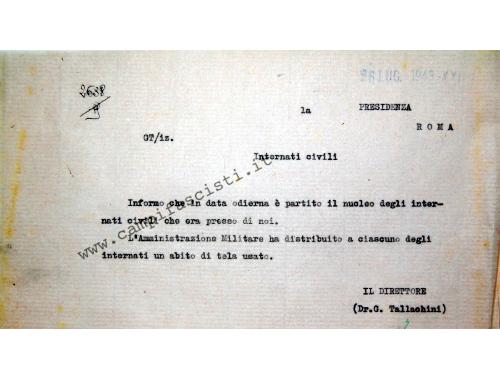 2638
la PRESIDENZA
ROMA
GT/iz.
Internati civili
Informo che in data odierna è partito il nucleo degli inter-
nati civili che era presso di noi.
L'Amministrazione Militare ha distribuito a ciascuno degli
internati un abito di tela usato.
IL DIRETTORE
(Dr.G. Tallachini)
www.campifascisti.it